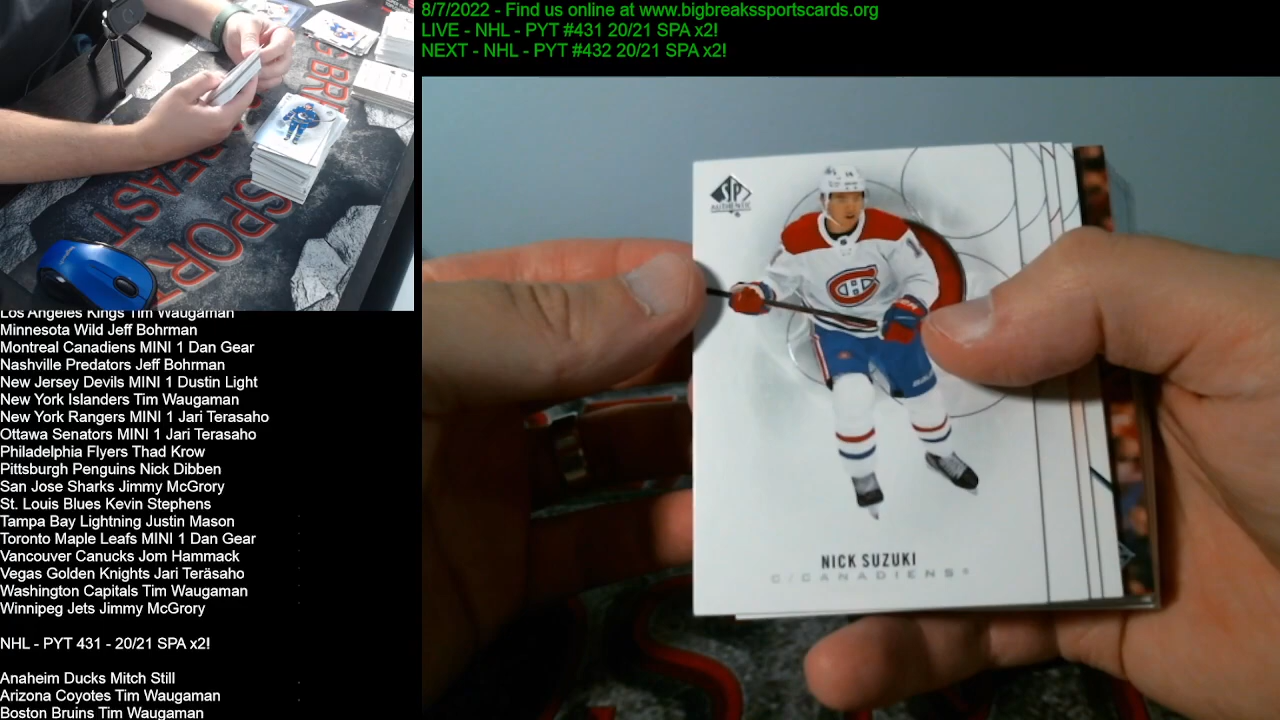 8/7/2022 - Find us online at www.bigbreakssportscards.org
LIVE - NHL - PYT #431 20/21 SPA x2!
NEXT - NHL - PYT #432 20/21 SPA x2!
SP
AUTHENTIC
NICK SUZUKI
C/CANADIENS
SPORT
BREAST
Los Angeles Kings Tim Waugaman
Minnesota Wild Jeff Bohrman
Montreal Canadiens MINI 1 Dan Gear
Nashville Predators Jeff Bohrman
New Jersey Devils MINI 1 Dustin Light
New York Islanders Tim Waugaman
New York Rangers MINI 1 Jari Terasaho
Ottawa Senators MINI 1 Jari Terasaho
Philadelphia Flyers Thad Krow
Pittsburgh Penguins Nick Dibben
San Jose Sharks Jimmy McGrory
St. Louis Blues Kevin Stephens
Tampa Bay Lightning Justin Mason
Toronto Maple Leafs MINI 1 Dan Gear
Vancouver Canucks Jom Hammack
Vegas Golden Knights Jari Teräsaho
Washington Capitals Tim Waugaman
Winnipeg Jets Jimmy McGrory
NHL - PYT 431 - 20/21 SPA x2!
Anaheim Ducks Mitch Still
Arizona Coyotes Tim Waugaman
Boston Bruins Tim Waugaman